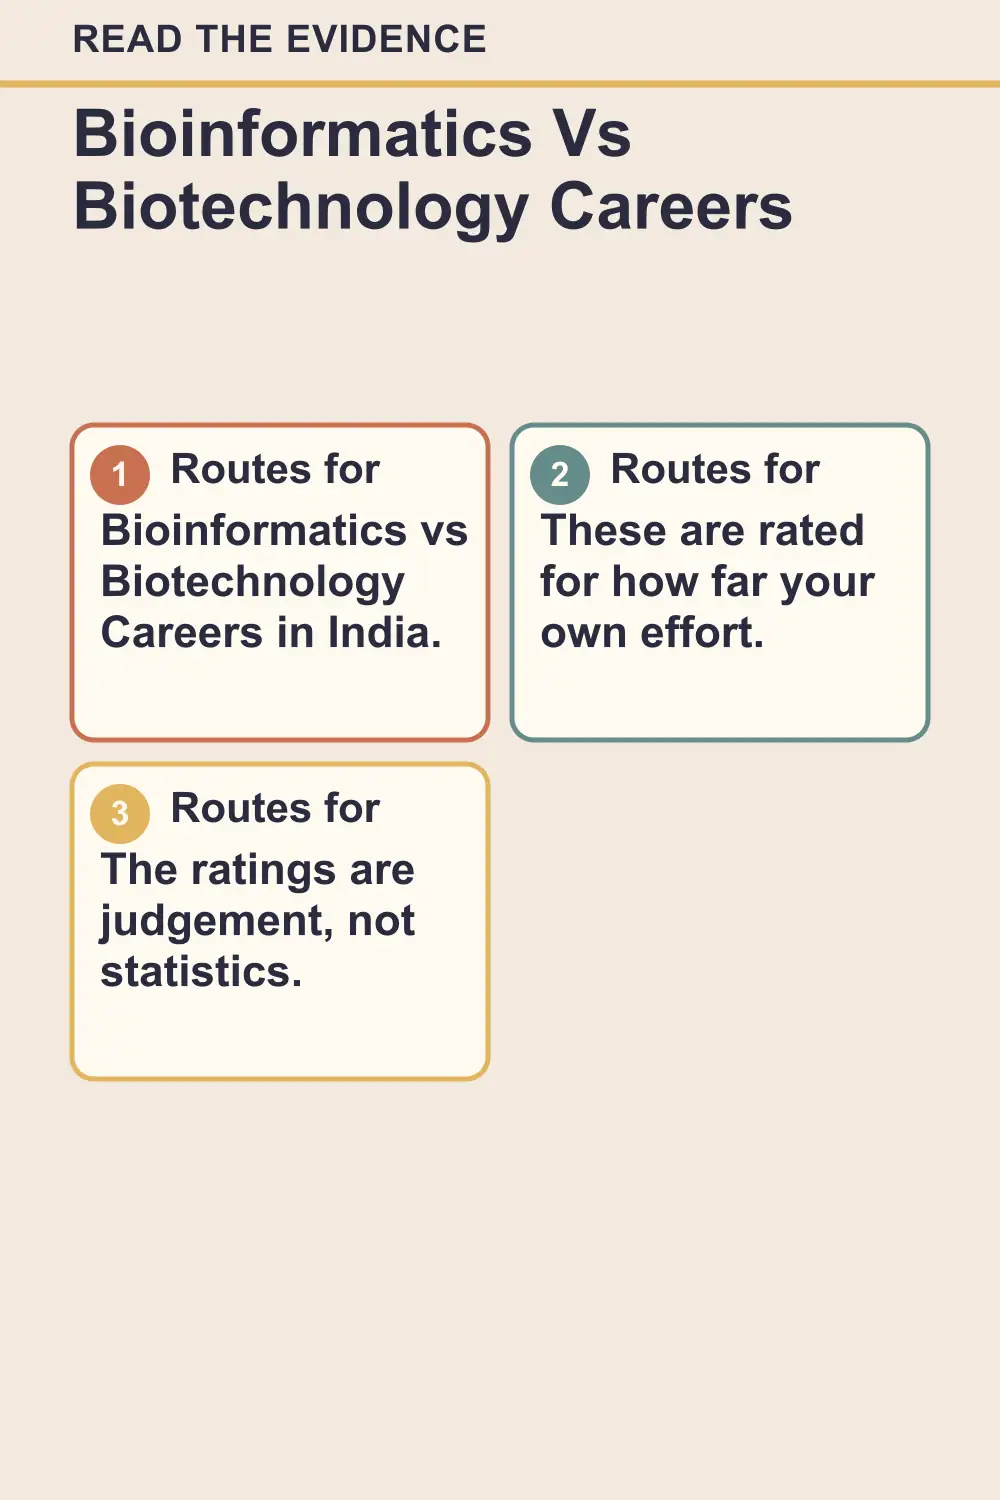 READ THE EVIDENCE
Bioinformatics Vs
Biotechnology Careers
1 Routes for
Bioinformatics vs
Biotechnology
Careers in India.
2 Routes for
These are rated
for how far your
own effort.
3 Routes for
The ratings are
judgement, not
statistics.